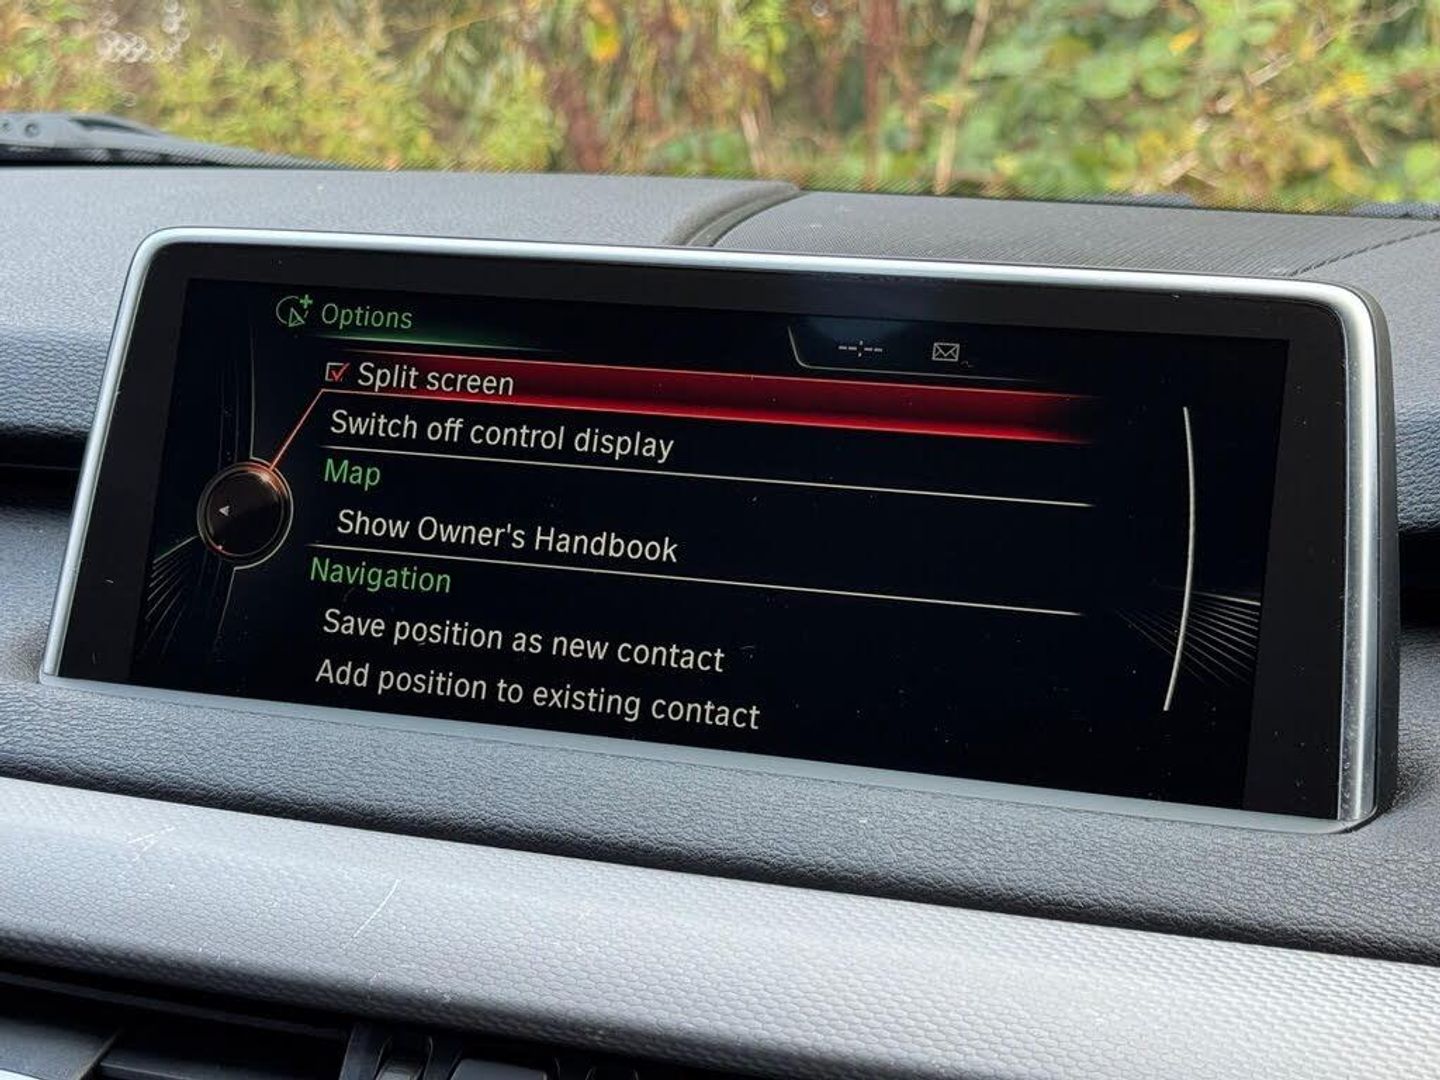 Options
Split screen
Switch off control display
Map
Show Owner's Handbook
Navigation
Save position as new contact
Add position to existing contact